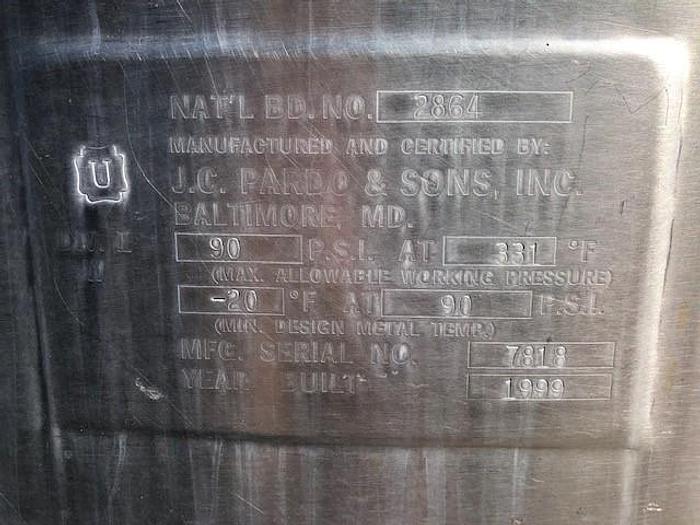 NAT'L BD. NO. 2864
MANUFACTURED AND CERTIFIED BY:
U
J.C. PARDO & SONS, INC.
BALTIMORE, MD.
90 P.S.I. AT 331 °F
(MAX. ALLOWABLE WORKING PRESSURE)
-20 °F AT 90 P.S.I.
(MIN. DESIGN METAL TEMP.)
MFG. SERIAL NO. 7818
YEAR BUILT 1999